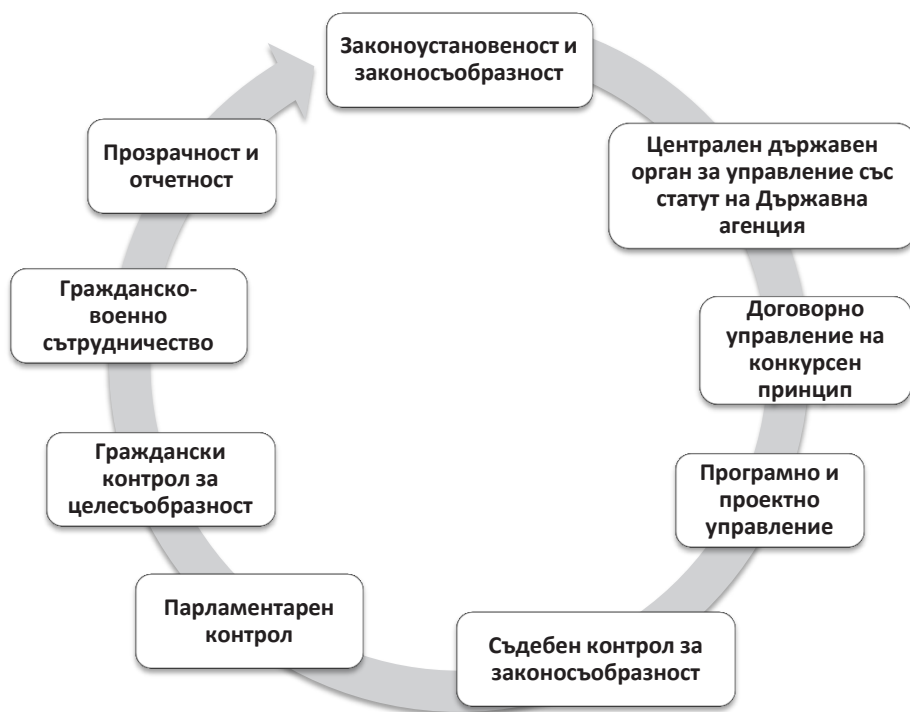 Законоустановеност и
законосъобразност
Централен държавен
орган за управление със
статут на Държавна
агенция
Договорно
управление на
конкурсен
принцип
Програмно и
проектно
управление
Съдебен контрол за
законосъобразност
Парламентарен
контрол
Граждански
контрол за
целесъобразност
Гражданско-
военно
сътрудничество
Прозрачност и
отчетност